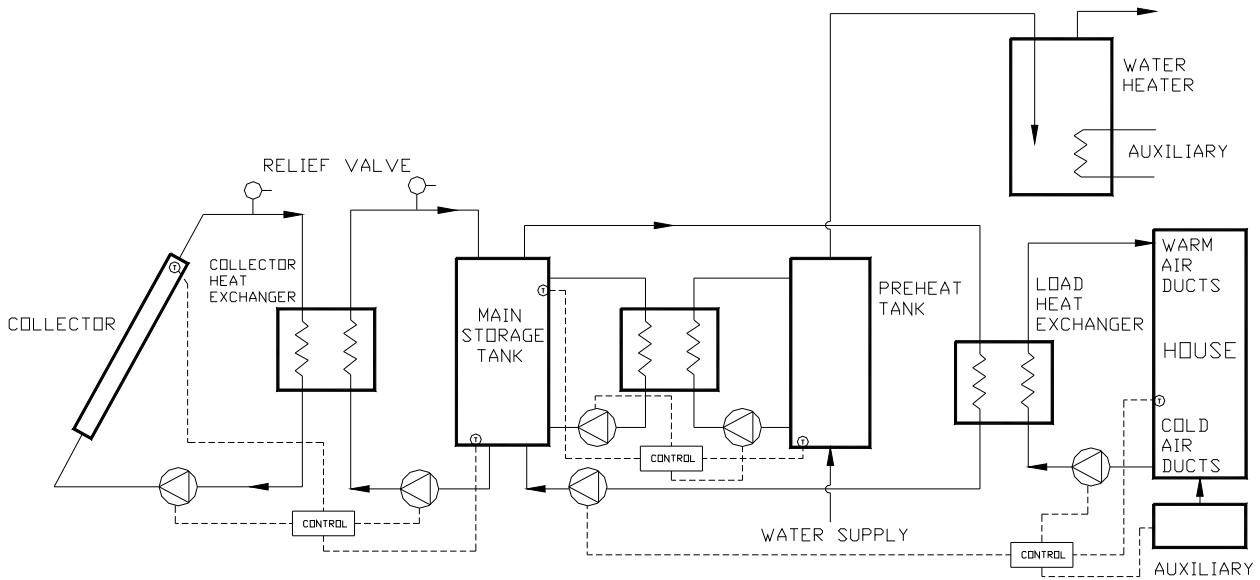 WATER
HEATER
AUXILIARY
RELIEF VALVE
COLLECTOR
HEAT
EXCHANGER
COLLECTOR
T
MAIN
STORAGE
TANK
T
T
PREHEAT
TANK
T
LOAD
HEAT
EXCHANGER
WARM
AIR
DUCTS
HOUSE
T
COLD
AIR
DUCTS
CONTROL
CONTROL
WATER SUPPLY
CONTROL
AUXILIARY